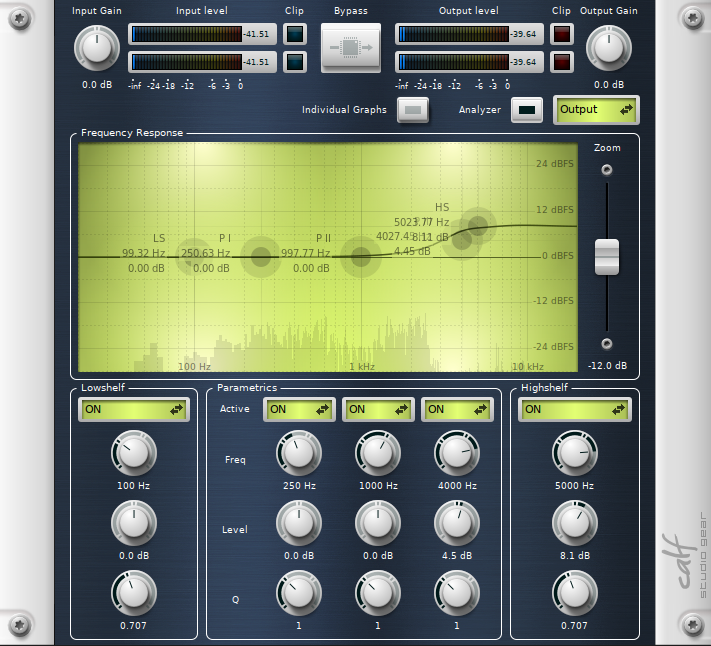 Input Gain Input level Clip Bypass Output level Clip Output Gain
-41.51 -39.64
-41.51 -39.64
0.0 dB -inf -24 -18 -12 -6 -3 0 -inf -24 -18 -12 -6 -3 0 0.0 dB
Individual Graphs Analyzer Output
Frequency Response
Zoom
24 dBFS
12 dBFS
0 dBFS
-12 dBFS
-24 dBFS
LS
99.32 Hz
0.00 dB
P I
250.63 Hz
0.00 dB
P II
997.77 Hz
0.00 dB
4.45 dB
HS
5023.77 Hz
8.11 dB
100 Hz 1 kHz 10 kHz
-12.0 dB
Lowshelf Parametrics Highshelf
ON Active ON ON ON ON
Freq
100 Hz 250 Hz 1000 Hz 4000 Hz 5000 Hz
Level
0.0 dB 0.0 dB 0.0 dB 4.5 dB 8.1 dB
Q
0.707 1 1 1 0.707
calf
studio gear